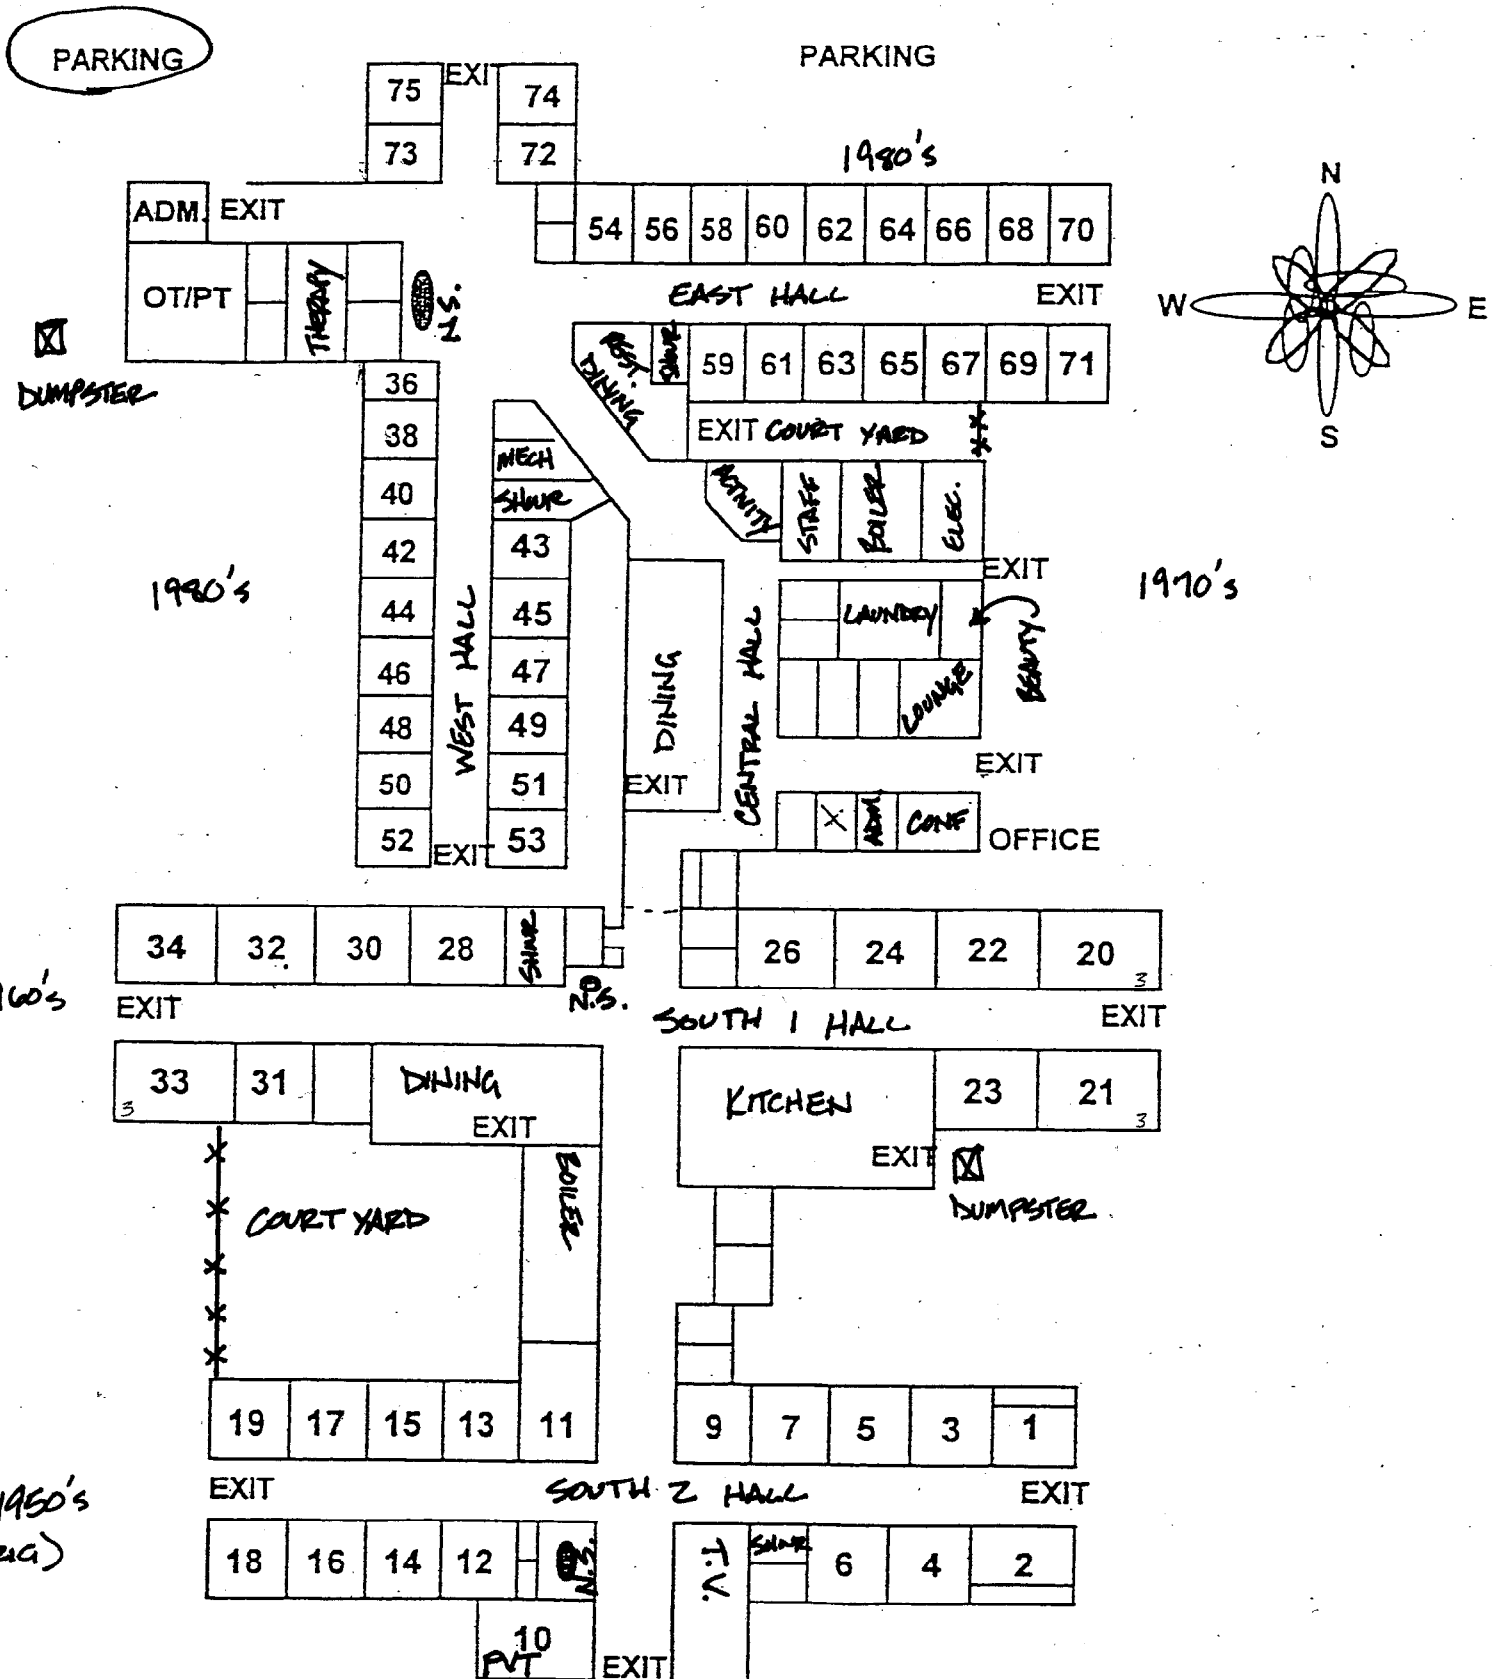 PARKING
PARKING
75 EXIT 74
73 72
1980's
N
ADM. EXIT
54 56 58 60 62 64 66 68 70
OT/PT THERAPY N.S.
EAST HALL EXIT
W E
DUMPSTER
ASST. DINING SHWR 59 61 63 65 67 69 71
36
38
EXIT COURT YARD
S
MECH
SHWR
ACTIVITY STAFF BOILER ELEC.
40
42 43
EXIT
1980's
1970's
44 45
LAUNDRY
BEAUTY
WEST HALL
DINING
CENTRAL HALL
46 47
LOUNGE
48 49
EXIT
50 51
EXIT
52 EXIT 53
X ADM. CONF OFFICE
34 32 30 28 SHWR
26 24 22 20
3
60's
EXIT
N.S.
SOUTH 1 HALL
EXIT
33 31 DINING
3
EXIT
KITCHEN 23 21
3
EXIT
BOILER
DUMPSTER
COURT YARD
19 17 15 13 11
9 7 5 3 1
EXIT
SOUTH 2 HALL
EXIT
1950's
18 16 14 12 N.S.
T.V. SHWR 6 4 2
10
PVT
EXIT